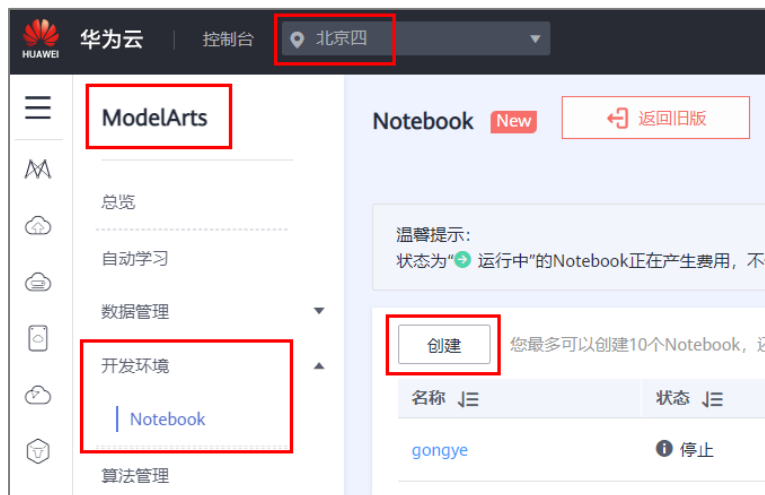 HUAWEI 华为云 控制台 北京四
ModelArts
总览
自动学习
数据管理
开发环境
Notebook
算法管理
Notebook New 返回旧版
温馨提示:
状态为“ 运行中”的Notebook正在产生费用，不
创建 您最多可以创建10个Notebook，
名称 状态
gongye 停止